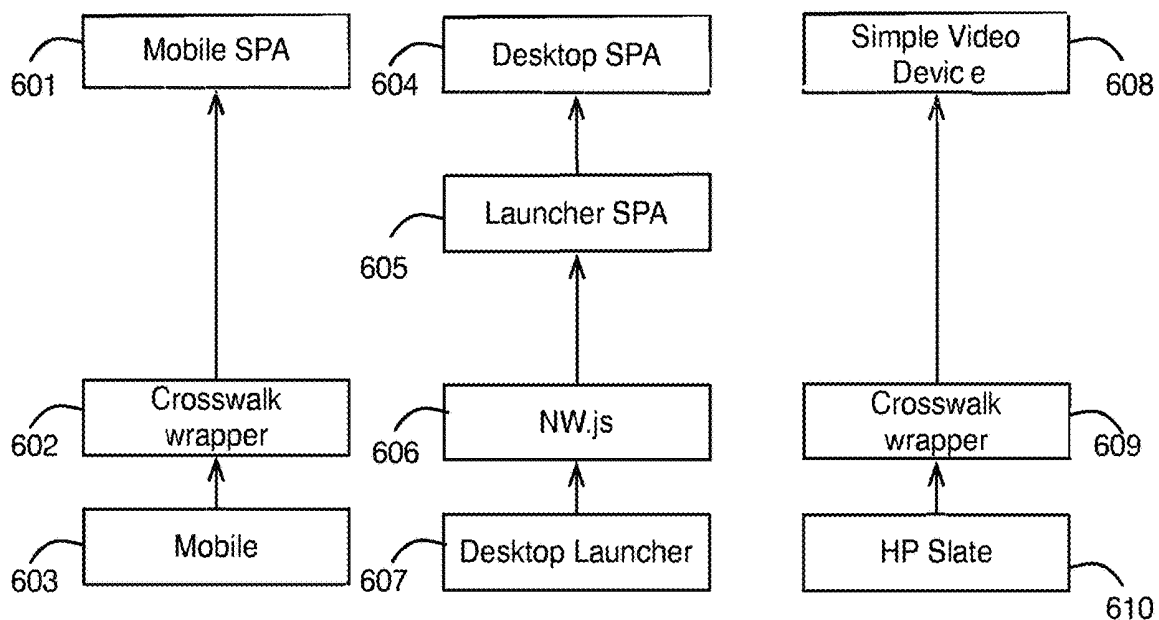 Mobile SPA
601
Desktop SPA
604
Simple Video
Device
608
Launcher SPA
605
Crosswalk
wrapper
602
NW.js
606
Crosswalk
wrapper
609
Mobile
603
Desktop Launcher
607
HP Slate
610